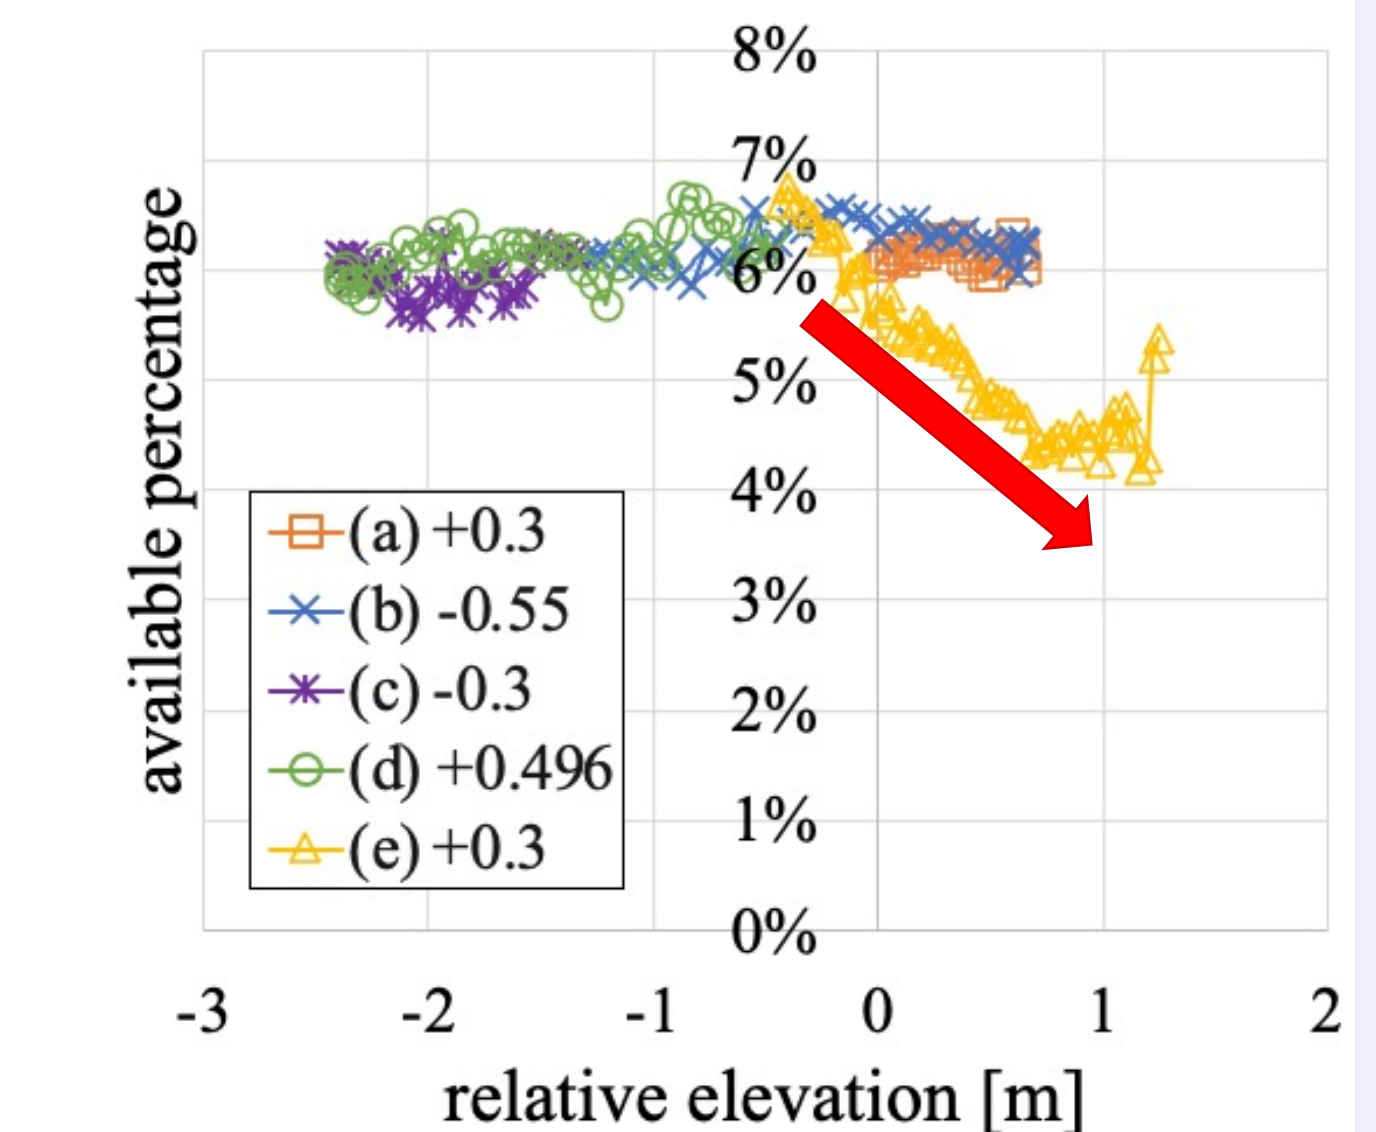 8%
7%
6%
5%
4%
3%
2%
1%
0%
available percentage
(a) +0.3
(b) -0.55
(c) -0.3
(d) +0.496
(e) +0.3
-3 -2 -1 0 1 2
relative elevation [m]